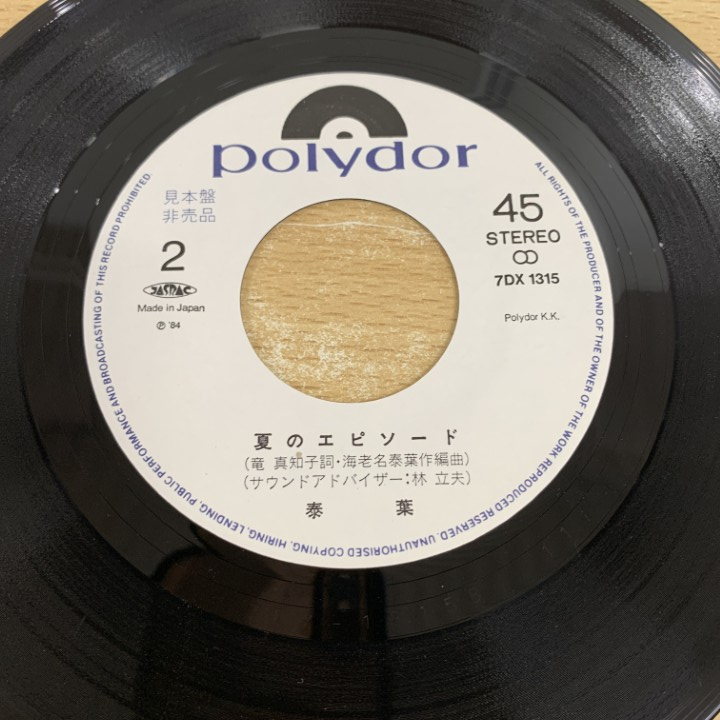 polydor
見本盤
非売品
2
JASRAC
Made in Japan
℗ '84
45
STEREO
7DX 1315
Polydor K.K.
夏のエピソード
(竜 真知子詞・海老名泰葉作編曲)
(サウンドアドバイザー:林 立夫)
泰 葉
ALL RIGHTS OF THE PRODUCER AND OF THE OWNER OF THE WORK REPRODUCED RESERVED. UNAUTHORISED COPYING, HIRING, LENDING, PUBLIC PERFORMANCE AND BROADCASTING OF THIS RECORD PROHIBITED.